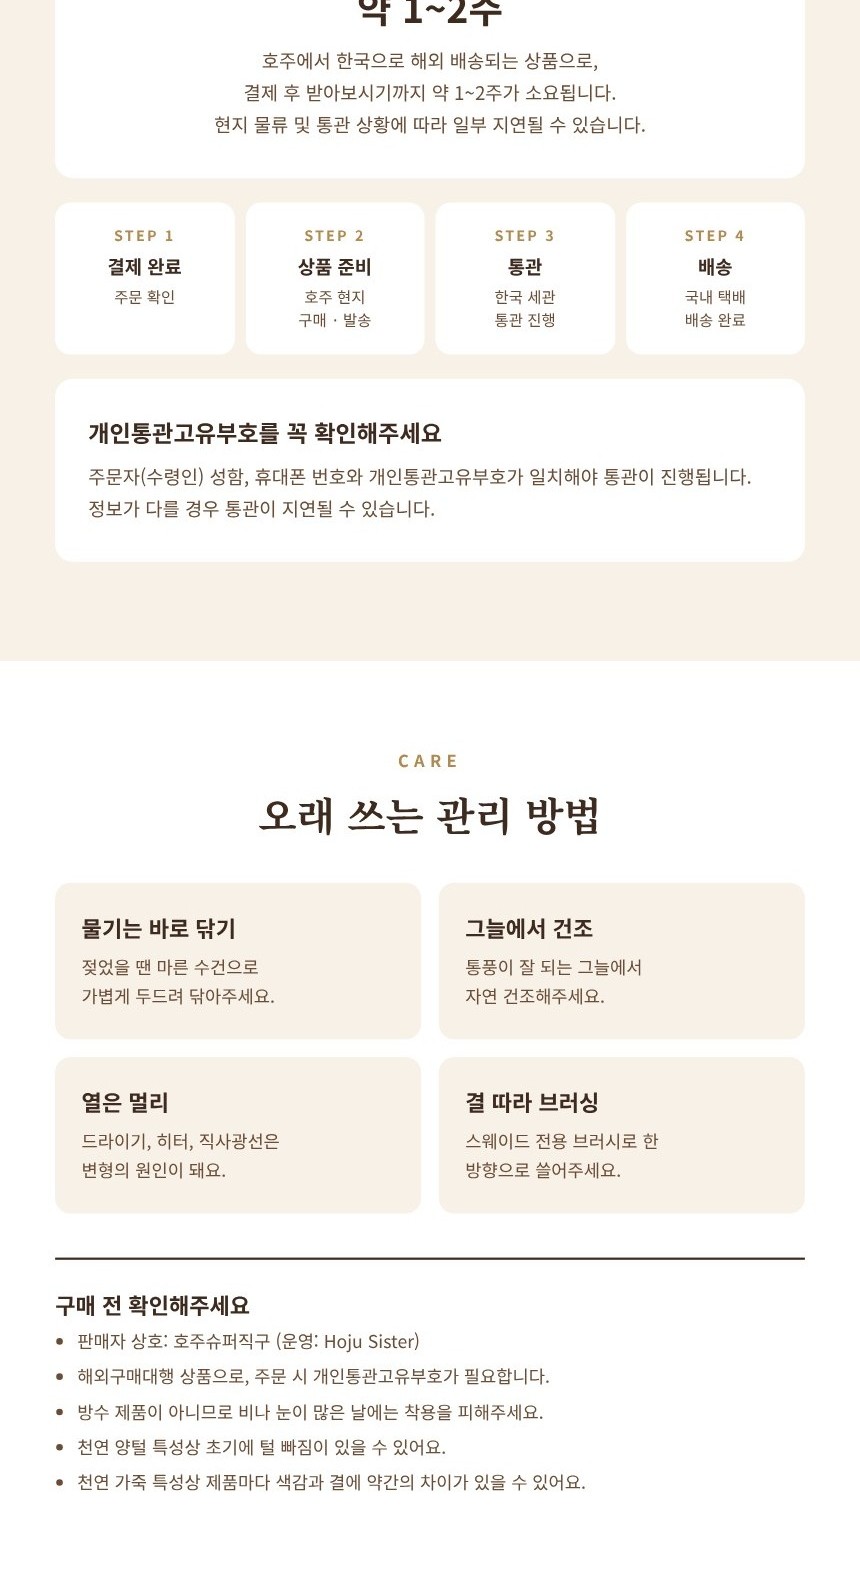 약 1~2주
호주에서 한국으로 해외 배송되는 상품으로,
결제 후 받아보시기까지 약 1~2주가 소요됩니다.
현지 물류 및 통관 상황에 따라 일부 지연될 수 있습니다.
STEP 1
결제 완료
주문 확인
STEP 2
상품 준비
호주 현지
구매 · 발송
STEP 3
통관
한국 세관
통관 진행
STEP 4
배송
국내 택배
배송 완료
개인통관고유부호를 꼭 확인해주세요
주문자(수령인) 성함, 휴대폰 번호와 개인통관고유부호가 일치해야 통관이 진행됩니다.
정보가 다를 경우 통관이 지연될 수 있습니다.
CARE
오래 쓰는 관리 방법
물기는 바로 닦기
젖었을 땐 마른 수건으로
가볍게 두드려 닦아주세요.
그늘에서 건조
통풍이 잘 되는 그늘에서
자연 건조해주세요.
열은 멀리
드라이기, 히터, 직사광선은
변형의 원인이 돼요.
결 따라 브러싱
스웨이드 전용 브러시로 한
방향으로 쓸어주세요.
구매 전 확인해주세요
• 판매자 상호: 호주슈퍼직구 (운영: Hoju Sister)
• 해외구매대행 상품으로, 주문 시 개인통관고유부호가 필요합니다.
• 방수 제품이 아니므로 비나 눈이 많은 날에는 착용을 피해주세요.
• 천연 양털 특성상 초기에 털 빠짐이 있을 수 있어요.
• 천연 가죽 특성상 제품마다 색감과 결에 약간의 차이가 있을 수 있어요.